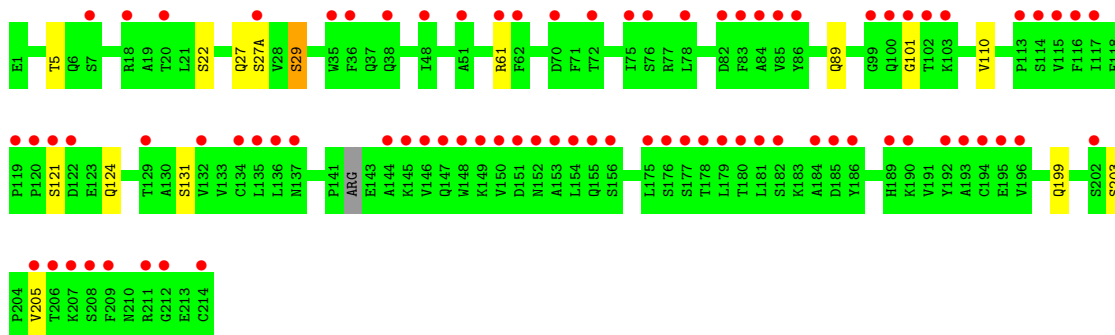 E1 T5 Q6 S7 R18 A19 T20 L21 S22 Q27 S27A V28 S29 W35 F36 Q37 Q38 I48 A51 R61 F62 D70 F71 T72 I75 S76 R77 L78 D82 F83 A84 V85 Y86 Q89 G99 Q100 G101 T102 K103 V110 P113 S114 V115 F116 I117 F118
P119 P120 S121 D122 E123 Q124 T129 A130 S131 V132 V133 C134 L135 L136 N137 P141 ARG E143 A144 K145 V146 Q147 W148 K149 V150 D151 N152 A153 L154 Q155 S156 L175 S176 S177 T178 L179 T180 L181 S182 K183 A184 D185 Y186 H189 K190 V191 Y192 A193 C194 E195 V196 Q199 S202 S203
P204 V205 T206 K207 S208 F209 N210 R211 G212 E213 C214